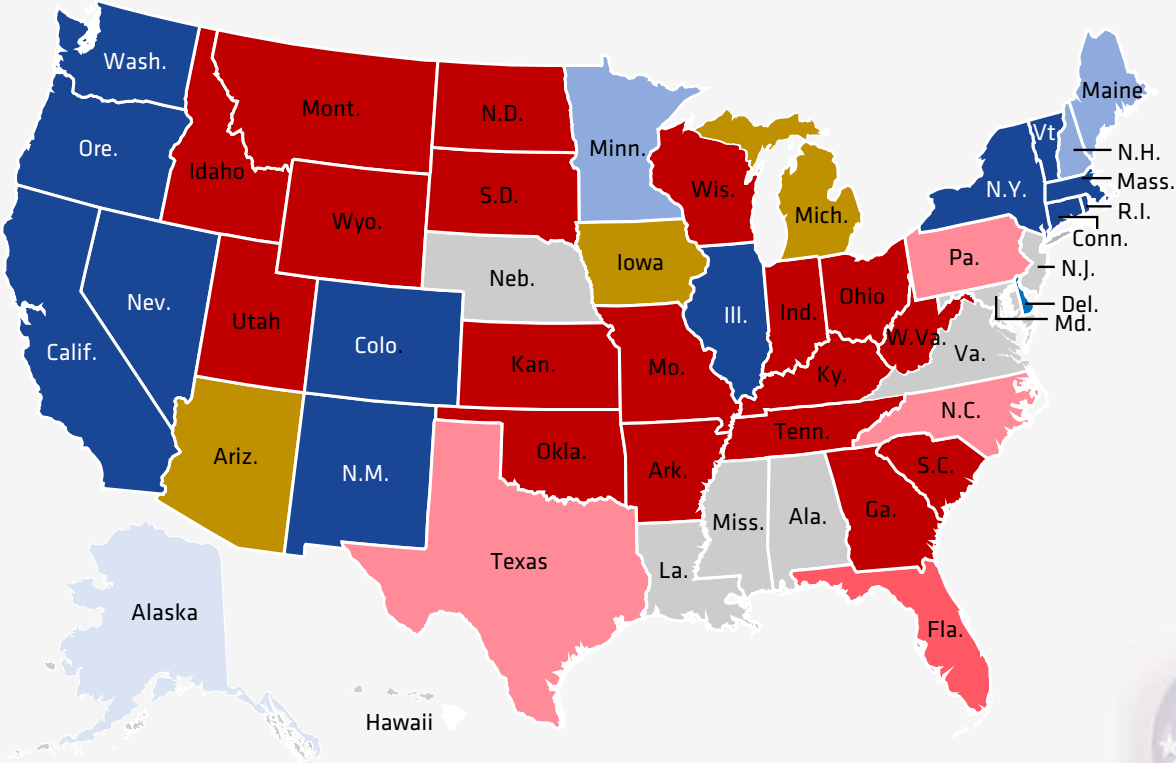 Wash.
Maine
Mont.
N.D.
Vt
Ore.
Minn.
N.H.
Idaho
Wis.
Mass.
S.D.
N.Y.
R.I.
Wyo.
Mich.
Conn.
Pa.
Iowa
N.J.
Neb.
Nev.
Ohio
Del.
Ill.
Ind.
Utah
Md.
Colo.
W.Va.
Va.
Calif.
Kan.
Mo.
Ky.
N.C.
Tenn.
Okla.
Ariz.
S.C.
Ark.
N.M.
Ga.
Miss.
Ala.
Texas
La.
Alaska
Fla.
Hawaii